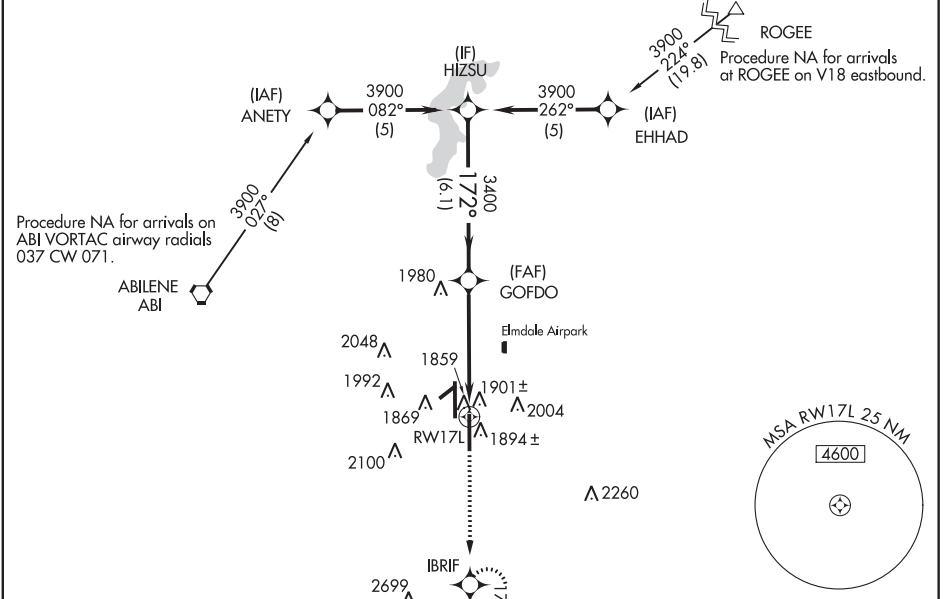 ROGEE
Procedure NA for arrivals
at ROGEE on V18 eastbound.
3900
224°
(19.8)
(IF)
HIZSU
(IAF)
ANETY
3900
082°
(5)
3900
262°
(5)
(IAF)
EHHAD
3400
172°
(6.1)
3900
027°
(8)
Procedure NA for arrivals on
ABI VORTAC airway radials
037 CW 071.
ABILENE
ABI
1980
(FAF)
GOFDO
Elmdale Airpark
2048
1859
1992
1901±
1869
2004
RW17L
1894±
2100
MSA RW17L 25 NM
4600
2260
IBRIF
2699